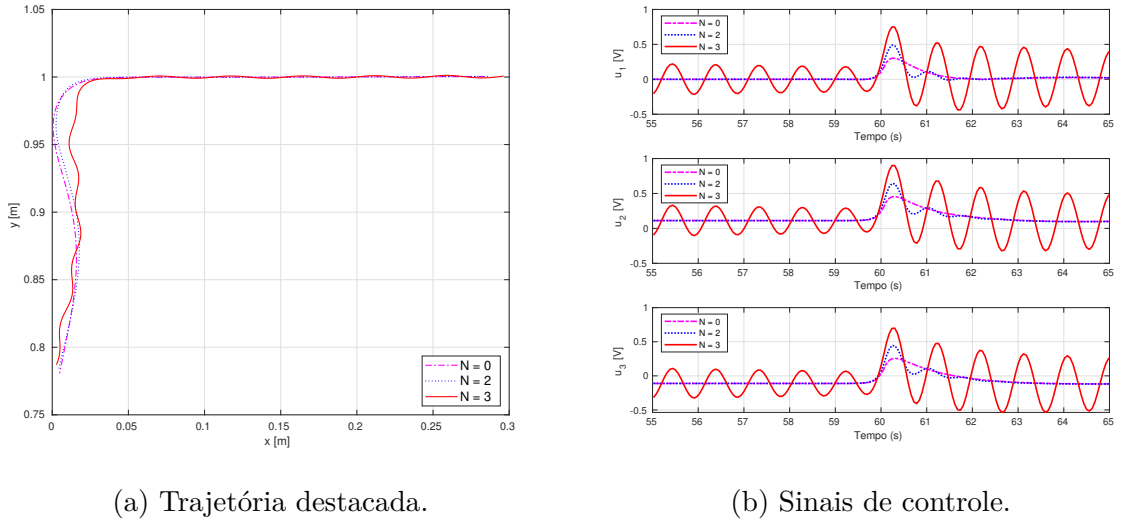 1.05
1
0.95
0.9
0.85
0.8
0.75
y [m]
0 0.05 0.1 0.15 0.2 0.25 0.3
x [m]
N = 0
N = 2
N = 3
(a) Trajetória destacada.
1
0.5
0
-0.5
u1 [V]
N = 0
N = 2
N = 3
55 56 57 58 59 60 61 62 63 64 65
Tempo (s)
1
0.5
0
-0.5
u2 [V]
N = 0
N = 2
N = 3
55 56 57 58 59 60 61 62 63 64 65
Tempo (s)
1
0.5
0
-0.5
u3 [V]
N = 0
N = 2
N = 3
55 56 57 58 59 60 61 62 63 64 65
Tempo (s)
(b) Sinais de controle.